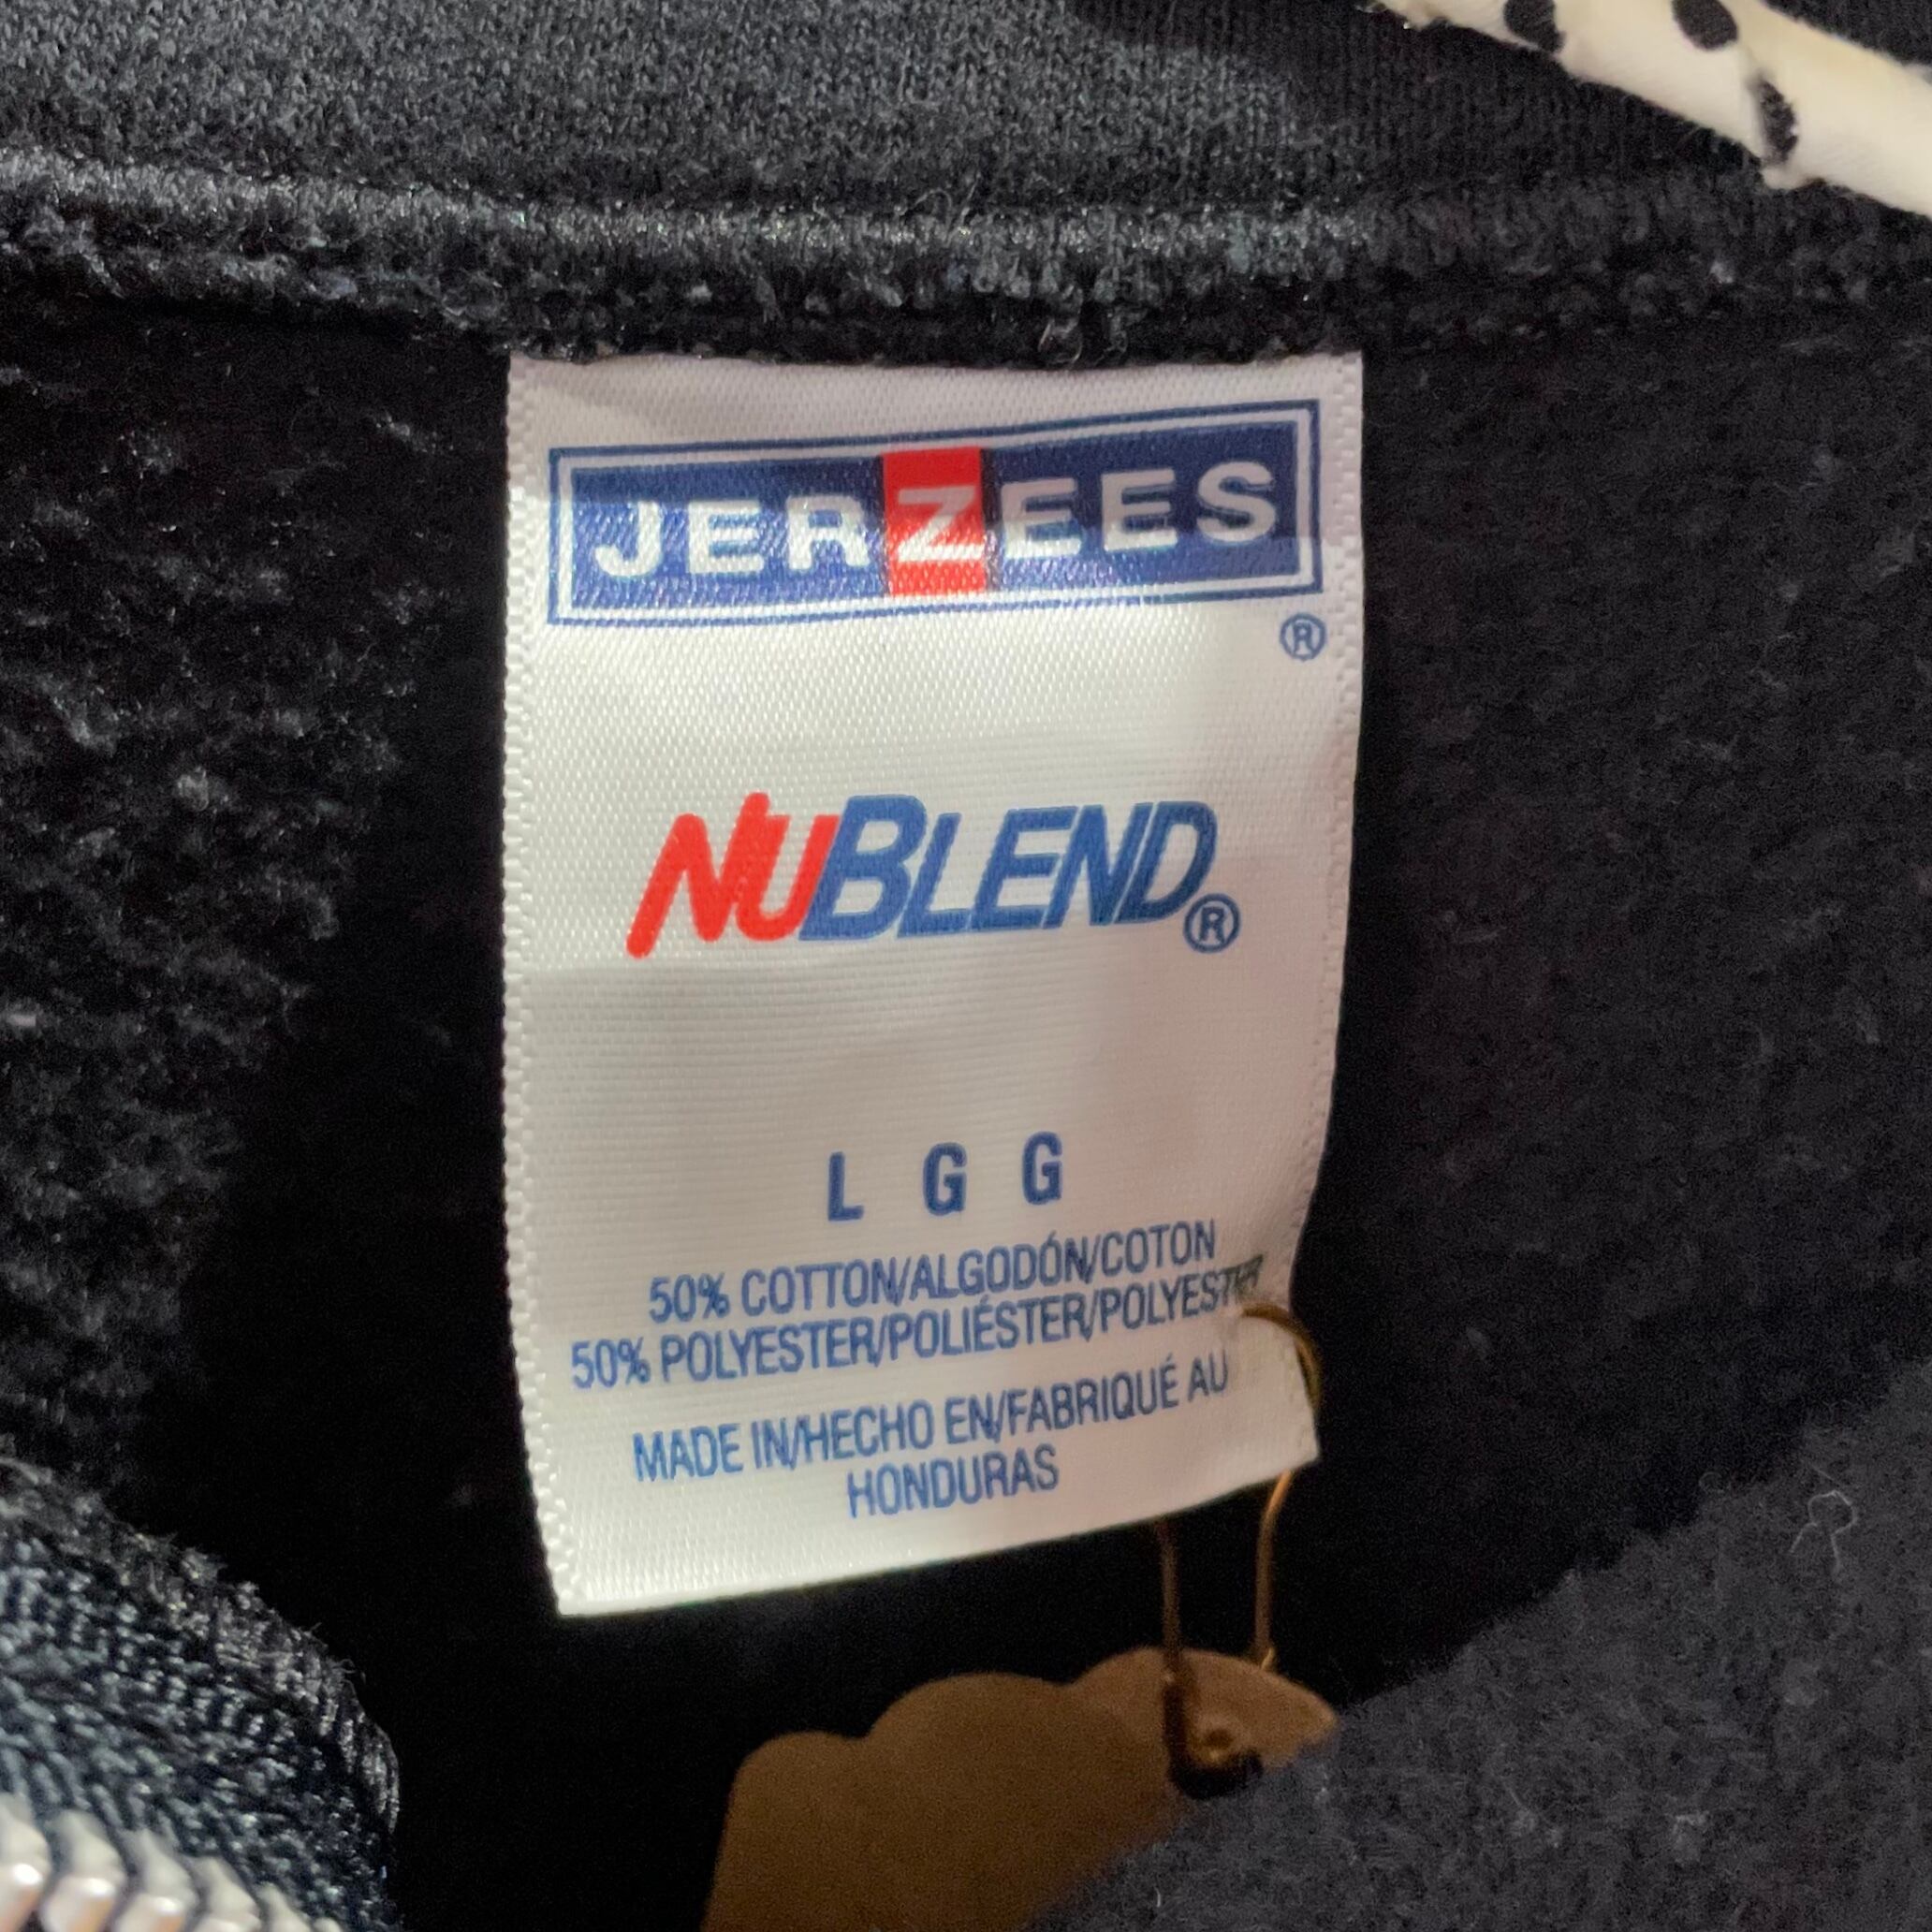 JERZEES
®
NUBLEND®
L G G
50% COTTON/ALGODÓN/COTON
50% POLYESTER/POLIÉSTER/POLYESTER
MADE IN/HECHO EN/FABRIQUÉ AU
HONDURAS